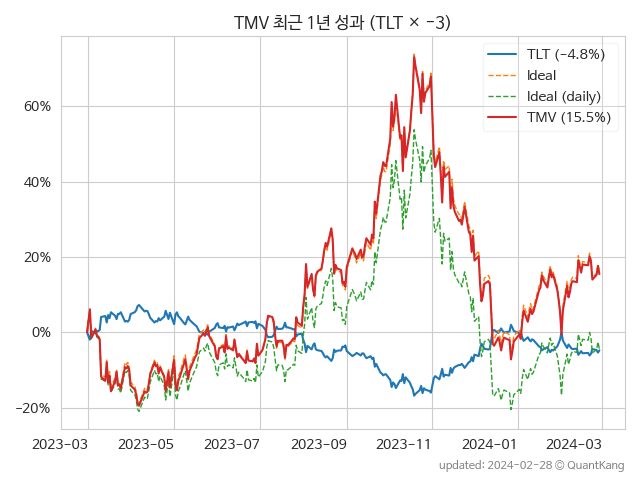 TMV 최근 1년 성과 (TLT × −3)
TLT (−4.8%)
Ideal
Ideal (daily)
TMV (15.5%)
60%
40%
20%
0%
−20%
2023-03 2023-05 2023-07 2023-09 2023-11 2024-01 2024-03
updated: 2024-02-28 © QuantKang